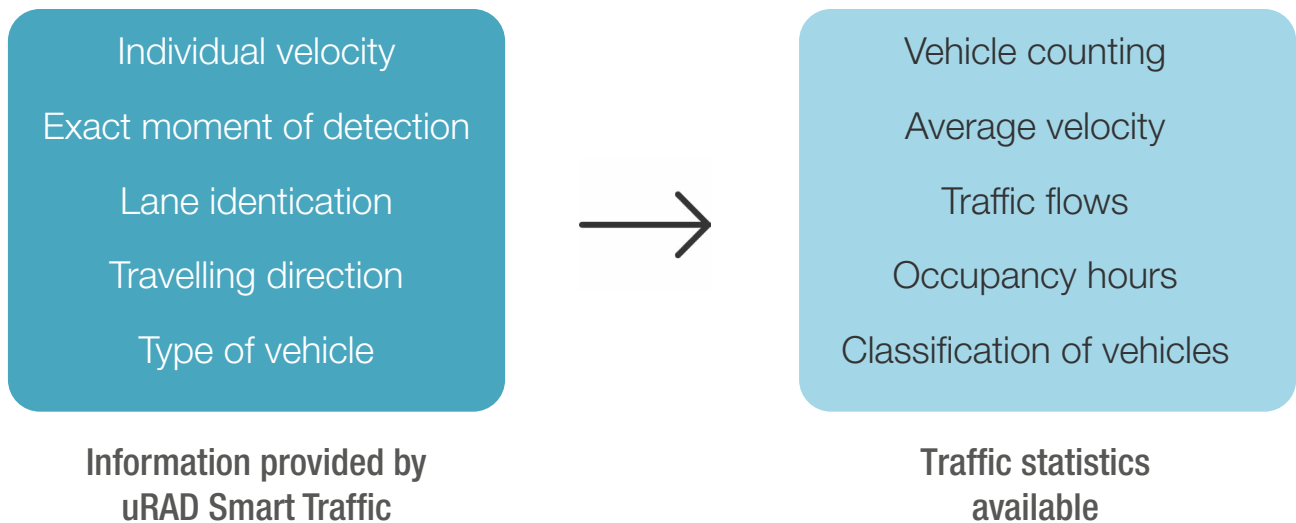 Individual velocity
Exact moment of detection
Lane identication
Travelling direction
Type of vehicle
Information provided by
uRAD Smart Traffic
Vehicle counting
Average velocity
Traffic flows
Occupancy hours
Classification of vehicles
Traffic statistics
available